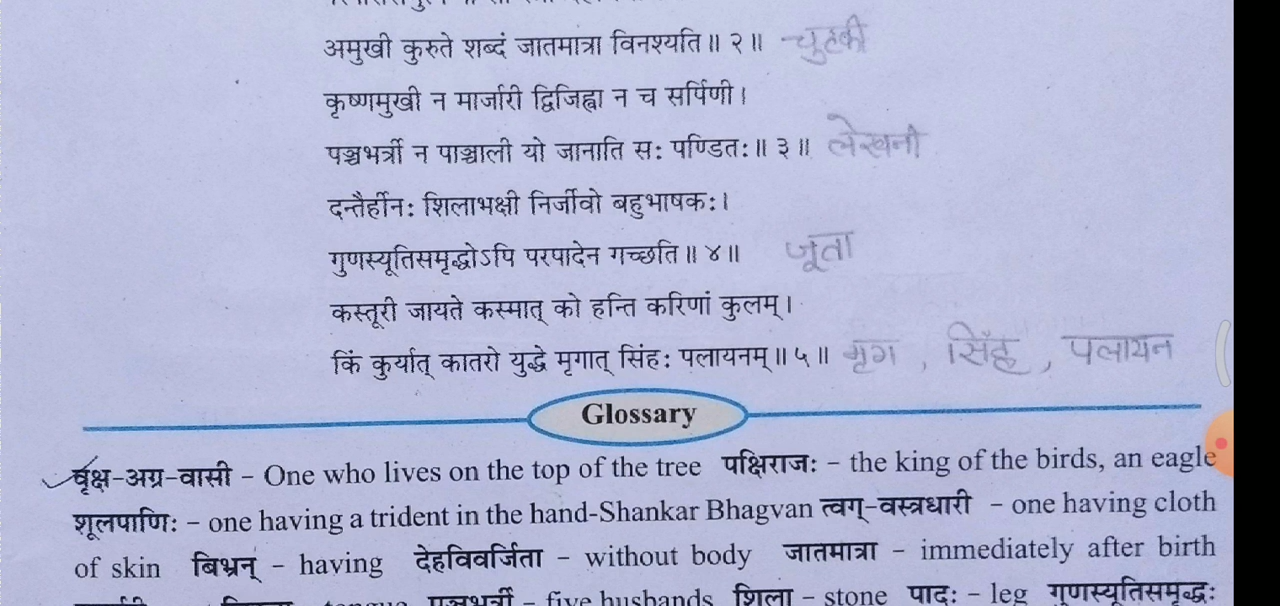 अमुखी कुरुते शब्दं जातमात्रा विनश्यति॥ २॥ चुटकी
कृष्णमुखी न मार्जारी द्विजिह्वा न च सर्पिणी।
पञ्चभर्त्री न पाञ्चाली यो जानाति सः पण्डितः॥ ३॥ लेखनी
दन्तैर्हीनः शिलाभक्षी निर्जीवो बहुभाषकः।
गुणस्यूतिसमृद्धोऽपि परपादेन गच्छति॥ ४॥ जूता
कस्तूरी जायते कस्मात् को हन्ति करिणां कुलम्।
किं कुर्यात् कातरो युद्धे मृगात् सिंहः पलायनम्॥ ५॥ मृग , सिंह , पलायन
Glossary
वृक्ष-अग्र-वासी – One who lives on the top of the tree पक्षिराजः – the king of the birds, an eagle
शूलपाणिः – one having a trident in the hand-Shankar Bhagvan त्वग्-वस्त्रधारी – one having cloth
of skin बिभ्रन् – having देहविवर्जिता – without body जातमात्रा – immediately after birth
tongue पञ्चभर्त्री – five husbands शिला – stone पादः – leg गुणस्यूतिसमृद्धः